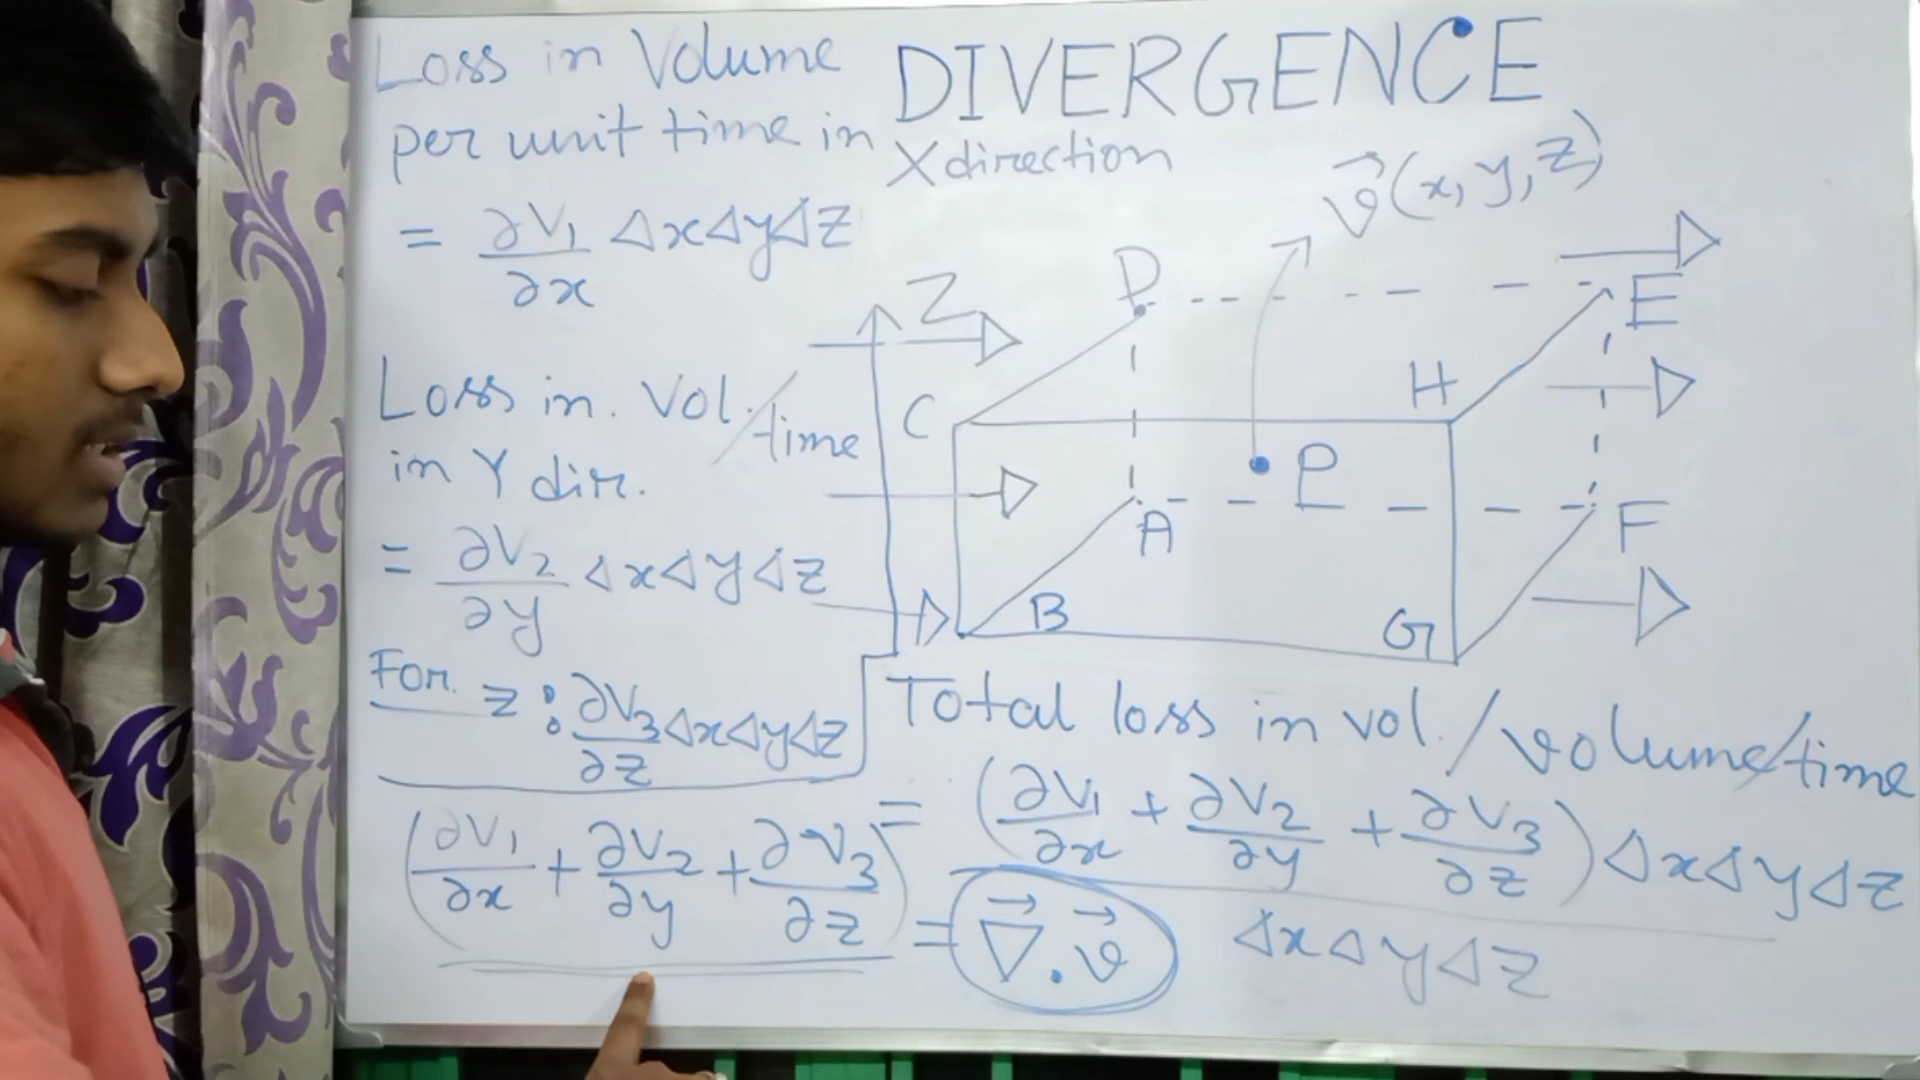 DIVERGENCE
Loss in Volume
per unit time in X direction
= ∂V₁/∂x ΔxΔyΔz
Loss in. Vol./time
in Y dir.
= ∂V₂/∂y ΔxΔyΔz
For z : ∂V₃/∂z ΔxΔyΔz
v⃗(x, y, z)
Z
D
E
C
H
P
A
F
B
G
Total loss in vol./volume/time
= (∂V₁/∂x + ∂V₂/∂y + ∂V₃/∂z) ΔxΔyΔz
ΔxΔyΔz
(∂V₁/∂x + ∂V₂/∂y + ∂V₃/∂z) = ∇⃗.v⃗